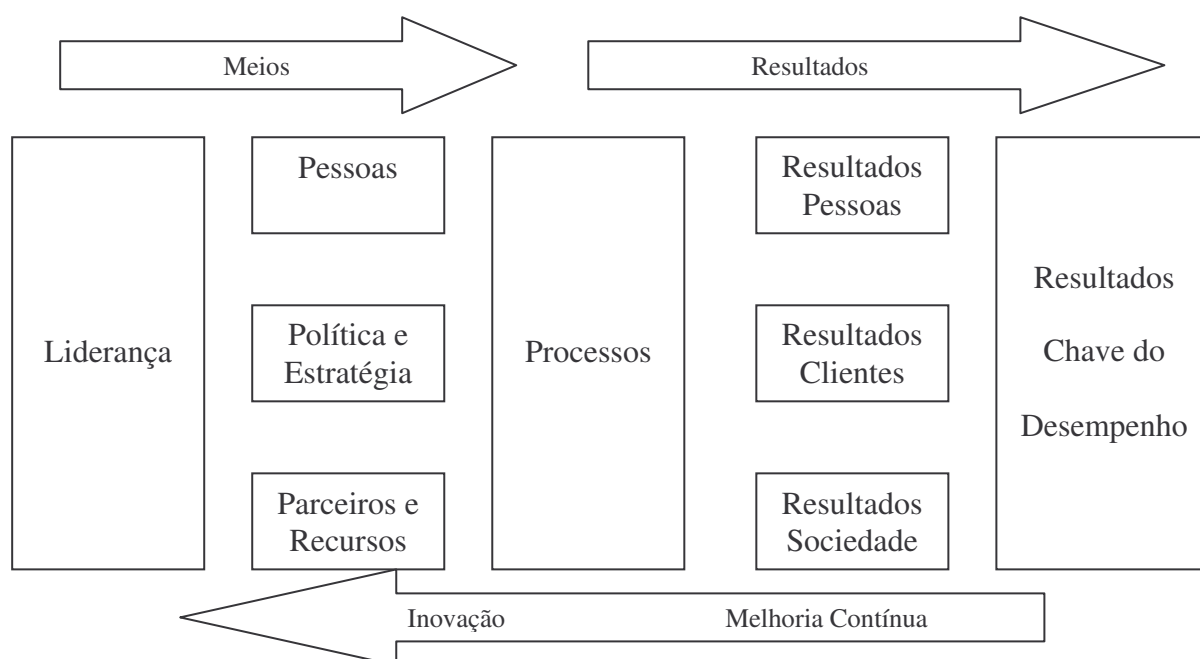 Meios
Resultados
Liderança
Pessoas
Política e
Estratégia
Parceiros e
Recursos
Processos
Resultados
Pessoas
Resultados
Clientes
Resultados
Sociedade
Resultados
Chave do
Desempenho
Inovação
Melhoria Contínua